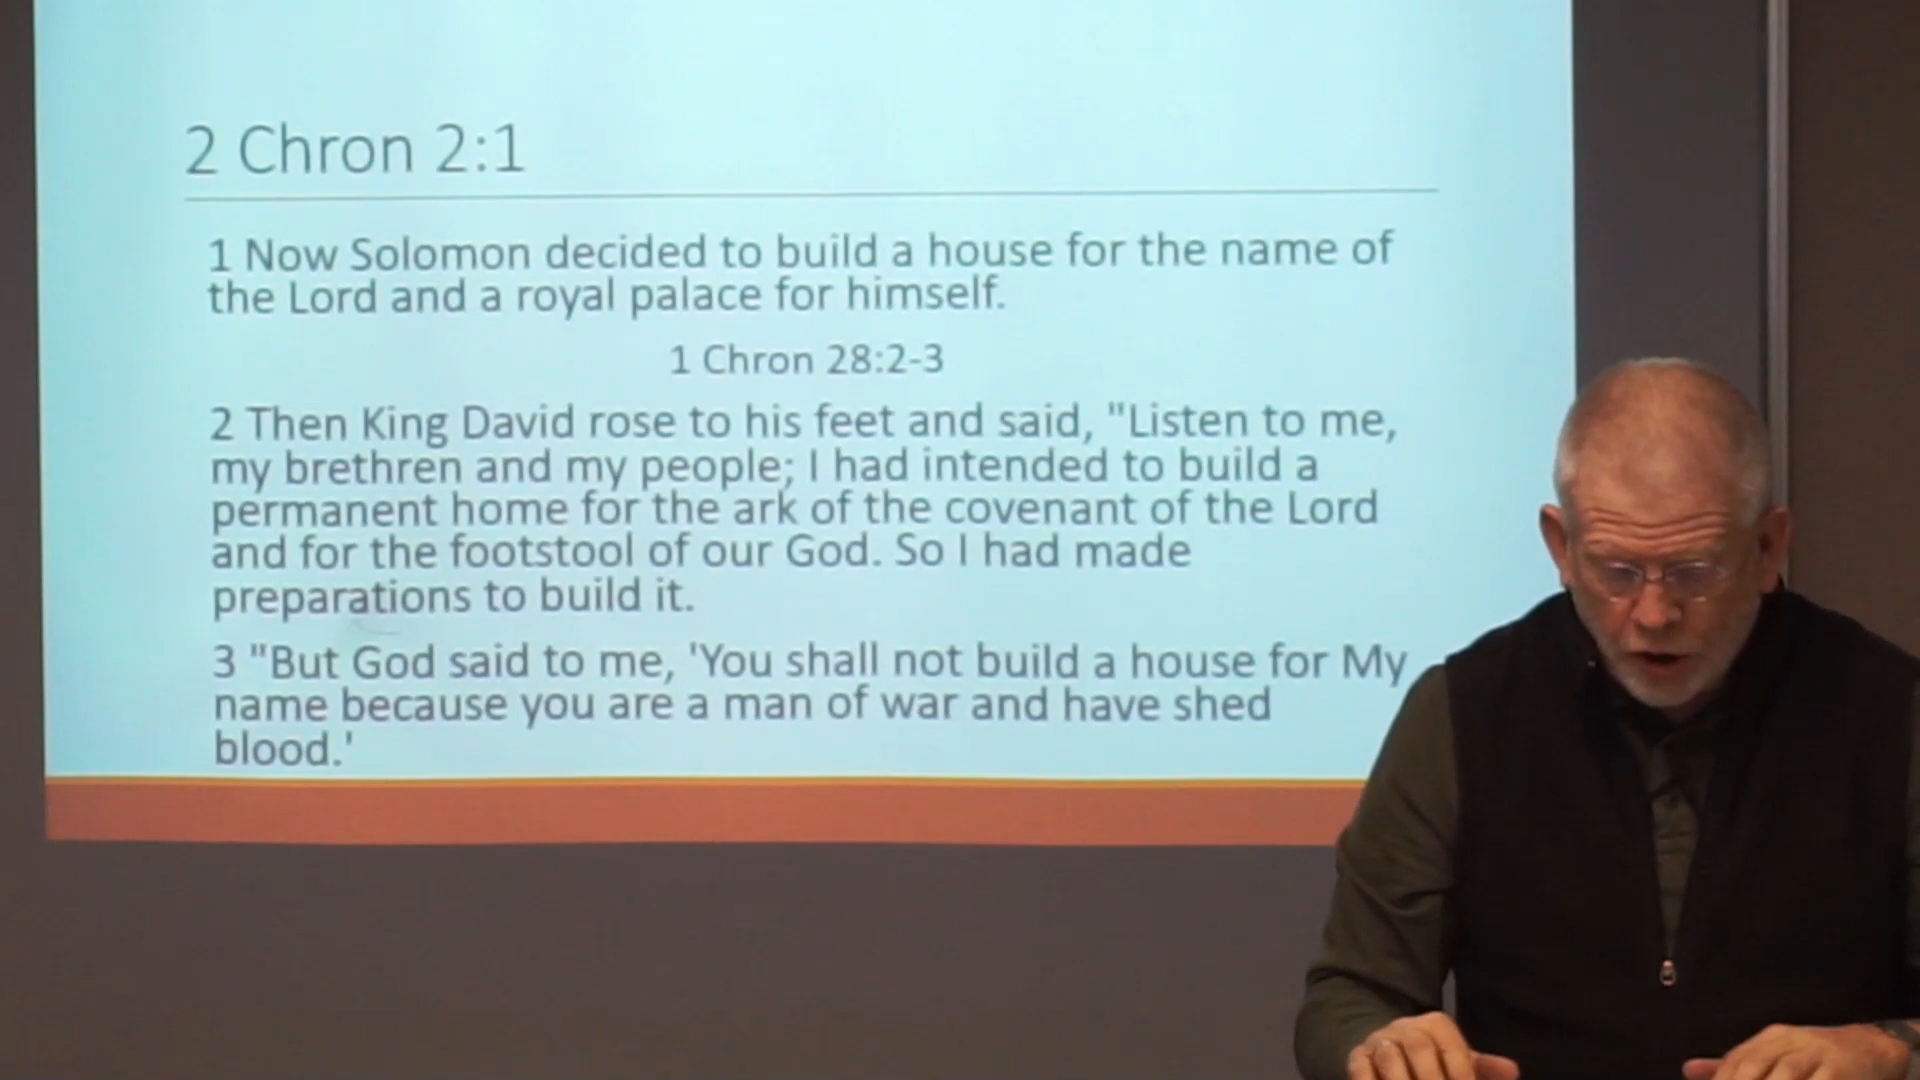 2 Chron 2:1
1 Now Solomon decided to build a house for the name of
the Lord and a royal palace for himself.
1 Chron 28:2-3
2 Then King David rose to his feet and said, "Listen to me,
my brethren and my people; I had intended to build a
permanent home for the ark of the covenant of the Lord
and for the footstool of our God. So I had made
preparations to build it.
3 "But God said to me, 'You shall not build a house for My
name because you are a man of war and have shed
blood.'